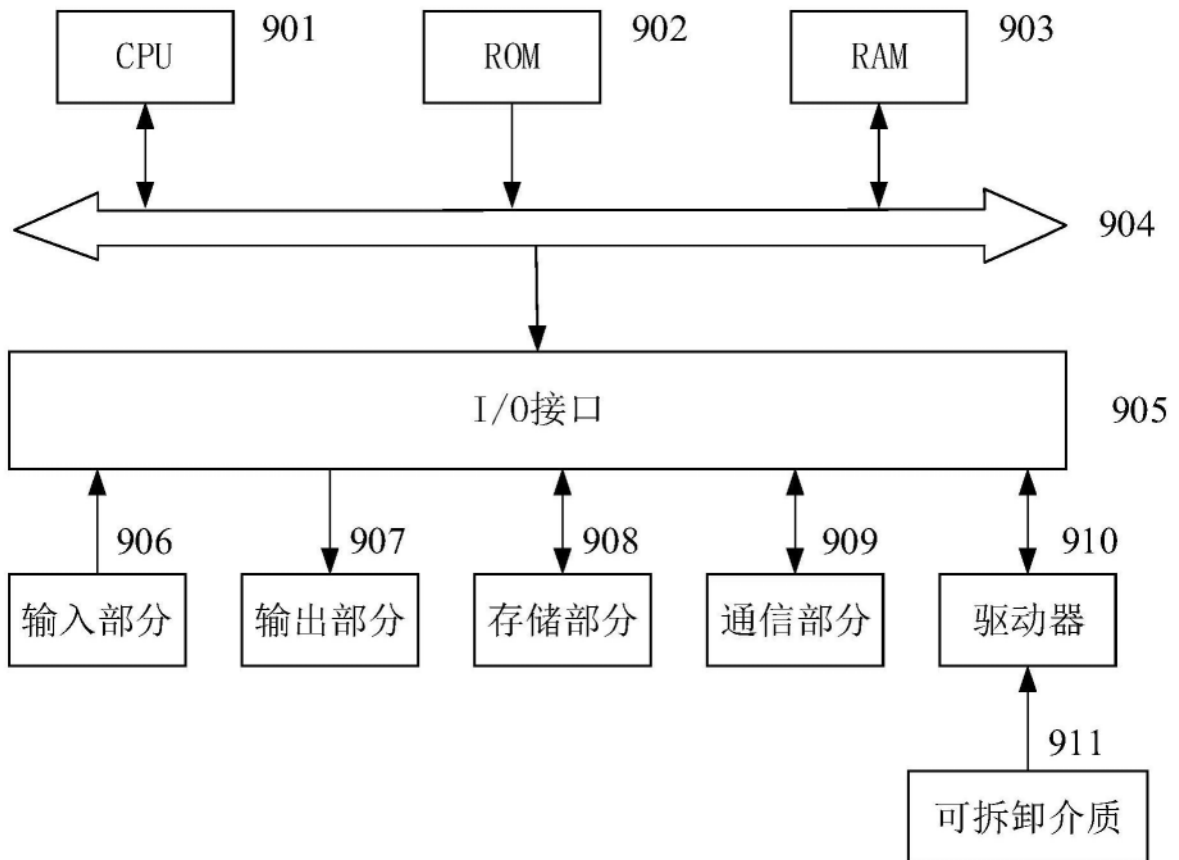 CPU
901
ROM
902
RAM
903
904
I/O接口
905
906
907
908
909
910
输入部分
输出部分
存储部分
通信部分
驱动器
911
可拆卸介质